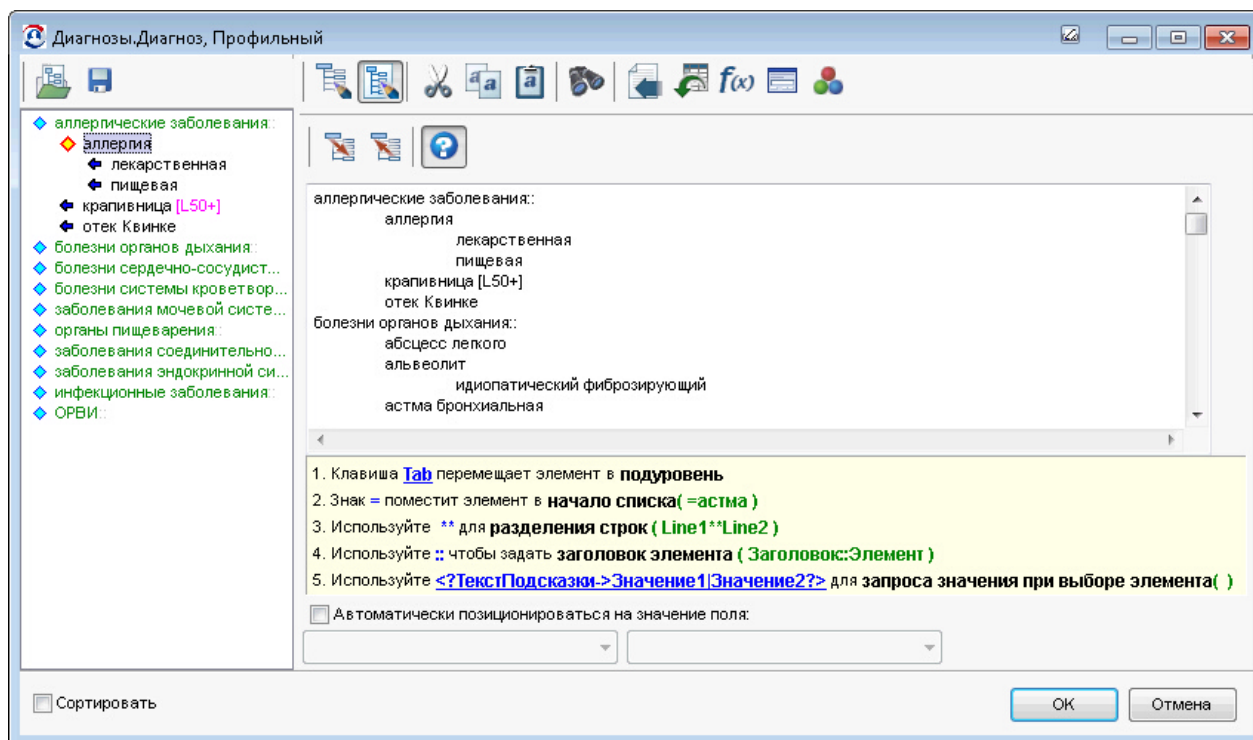 Диагнозы.Диагноз, Профильный
f(x)
аллергические заболевания::
аллергия
лекарственная
пищевая
крапивница [L50+]
отек Квинке
болезни органов дыхания::
болезни сердечно-сосудист...
болезни системы кроветвор...
заболевания мочевой систе...
органы пищеварения::
заболевания соединительно...
заболевания эндокринной си...
инфекционные заболевания::
ОРВИ::
аллергические заболевания::
аллергия
лекарственная
пищевая
крапивница [L50+]
отек Квинке
болезни органов дыхания::
абсцесс легкого
альвеолит
идиопатический фиброзирующий
астма бронхиальная
1. Клавиша Tab перемещает элемент в подуровень
2. Знак = поместит элемент в начало списка( =астма )
3. Используйте ** для разделения строк ( Line1**Line2 )
4. Используйте :: чтобы задать заголовок элемента ( Заголовок::Элемент )
5. Используйте <?ТекстПодсказки->Значение1|Значение2?> для запроса значения при выборе элемента( )
Автоматически позиционироваться на значение поля:
Сортировать
OK
Отмена